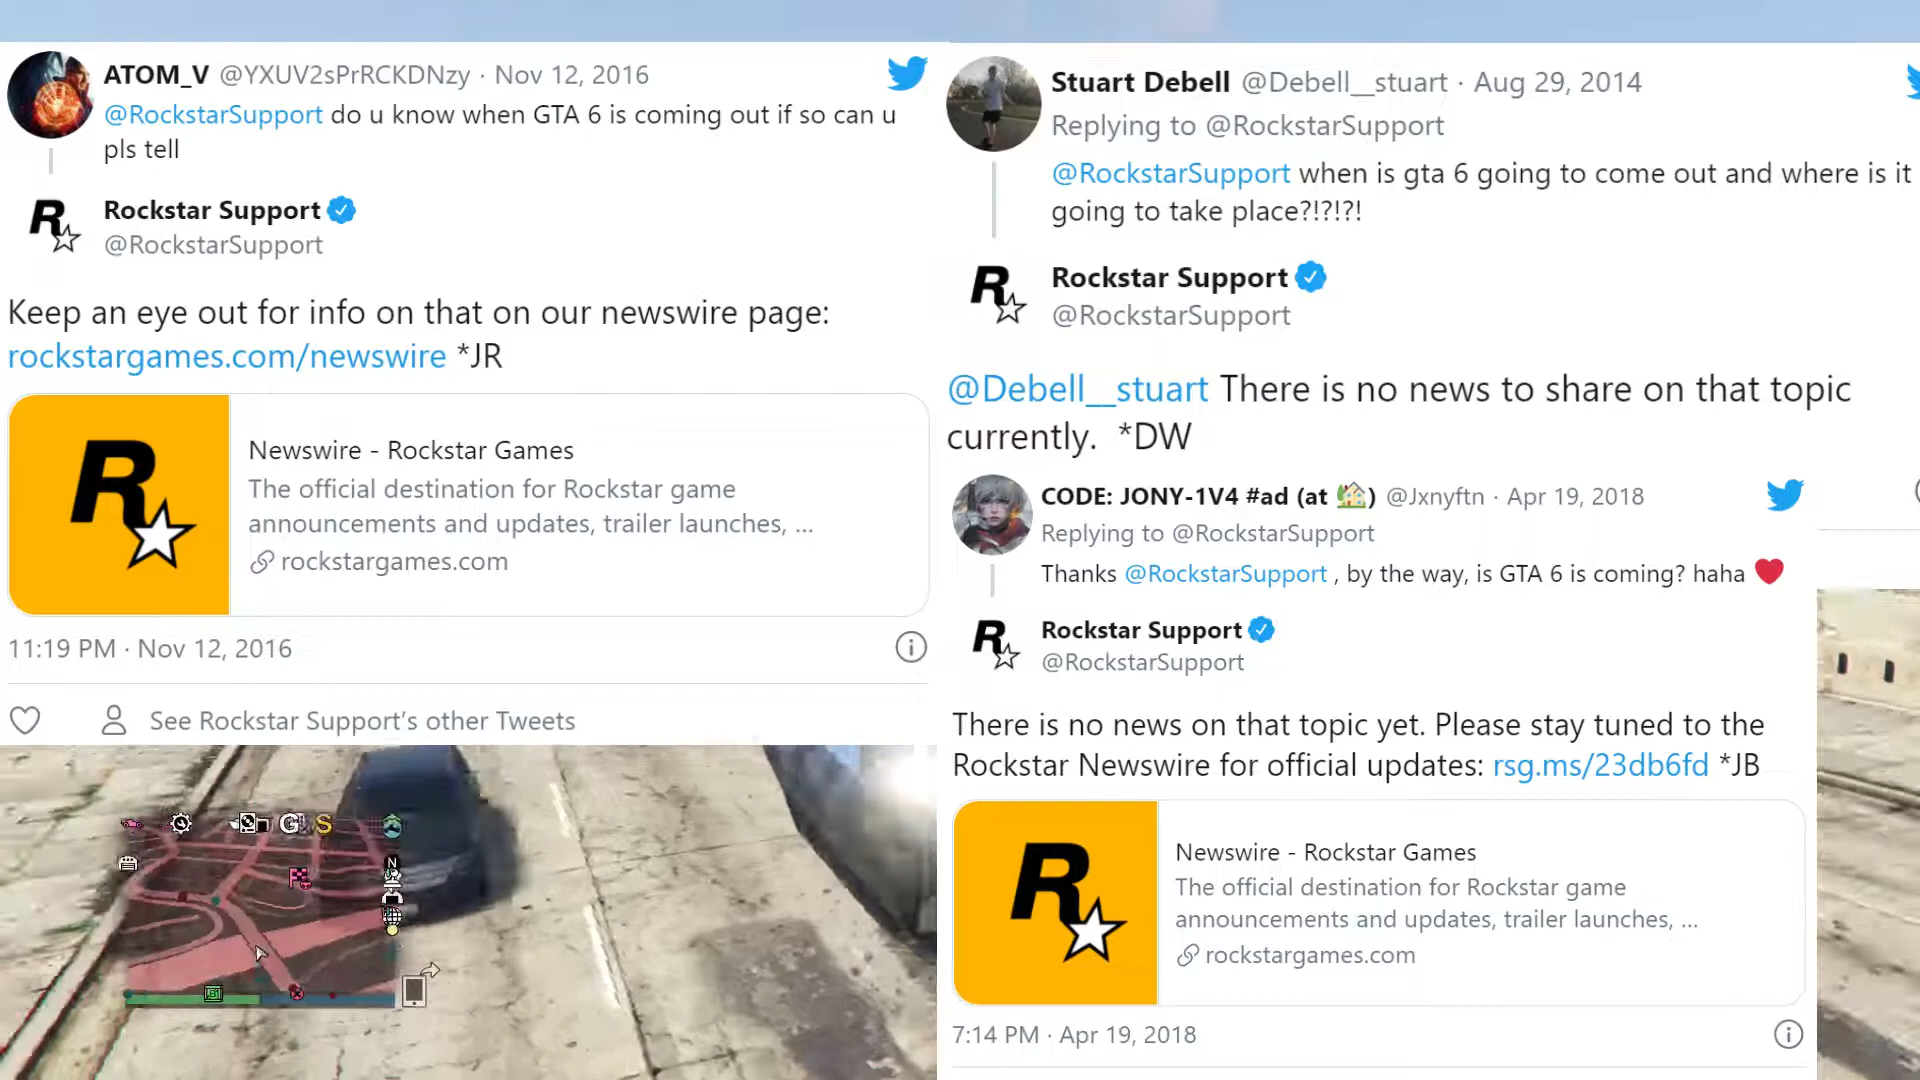 ATOM_V @YXUV2sPrRCKDNzy · Nov 12, 2016
@RockstarSupport do u know when GTA 6 is coming out if so can u
pls tell
Rockstar Support
@RockstarSupport
Keep an eye out for info on that on our newswire page:
rockstargames.com/newswire *JR
R
Newswire - Rockstar Games
The official destination for Rockstar game
announcements and updates, trailer launches, ...
rockstargames.com
11:19 PM · Nov 12, 2016
See Rockstar Support's other Tweets
Stuart Debell @Debell__stuart · Aug 29, 2014
Replying to @RockstarSupport
@RockstarSupport when is gta 6 going to come out and where is it
going to take place?!?!?!
Rockstar Support
@RockstarSupport
@Debell__stuart There is no news to share on that topic
currently. *DW
CODE: JONY-1V4 #ad (at 🏡) @Jxnyftn · Apr 19, 2018
Replying to @RockstarSupport
Thanks @RockstarSupport , by the way, is GTA 6 is coming? haha ❤️
Rockstar Support
@RockstarSupport
There is no news on that topic yet. Please stay tuned to the
Rockstar Newswire for official updates: rsg.ms/23db6fd *JB
R
Newswire - Rockstar Games
The official destination for Rockstar game
announcements and updates, trailer launches, ...
rockstargames.com
7:14 PM · Apr 19, 2018
G S
N